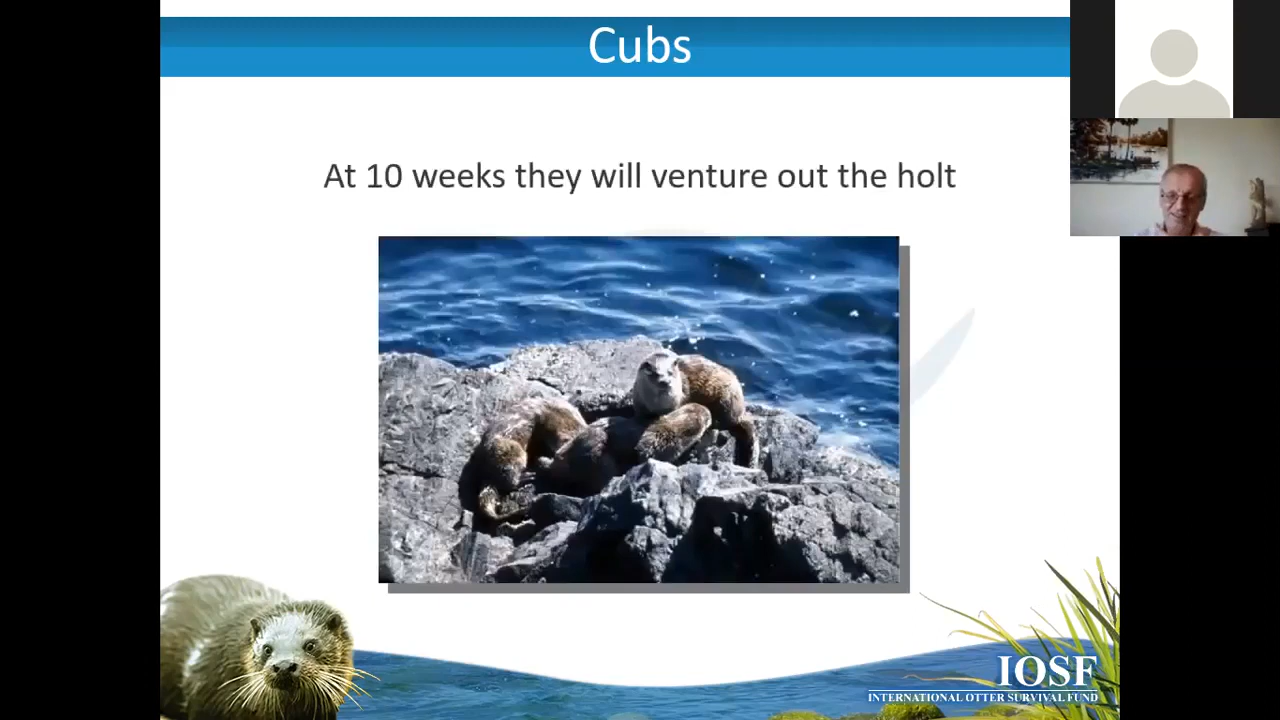 Cubs
At 10 weeks they will venture out the holt
IOSF
INTERNATIONAL OTTER SURVIVAL FUND